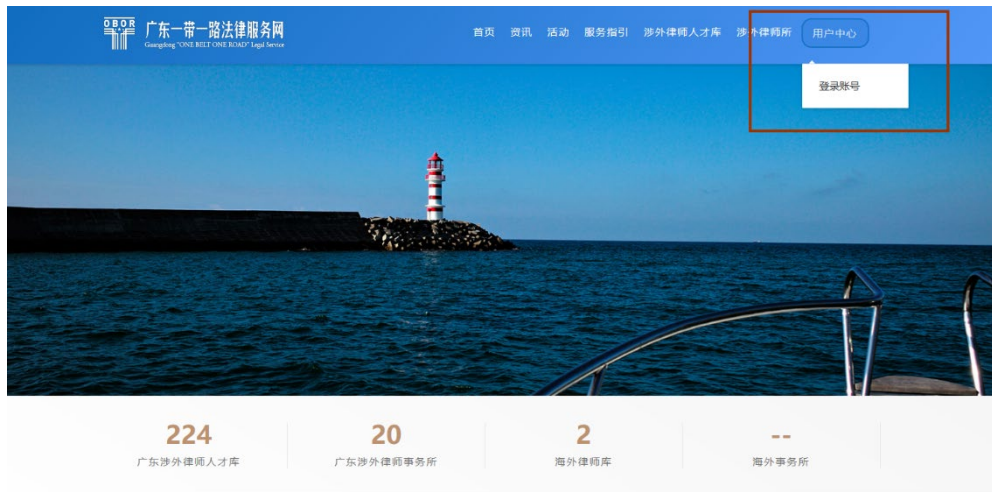 OBOR
广东一带一路法律服务网
Guangdong "ONE BELT ONE ROAD" Legal Service
首页 资讯 活动 服务指引 涉外律师人才库 涉外律师所 用户中心
登录账号
224 20 2 --
广东涉外律师人才库 广东涉外律师事务所 海外律师库 海外事务所